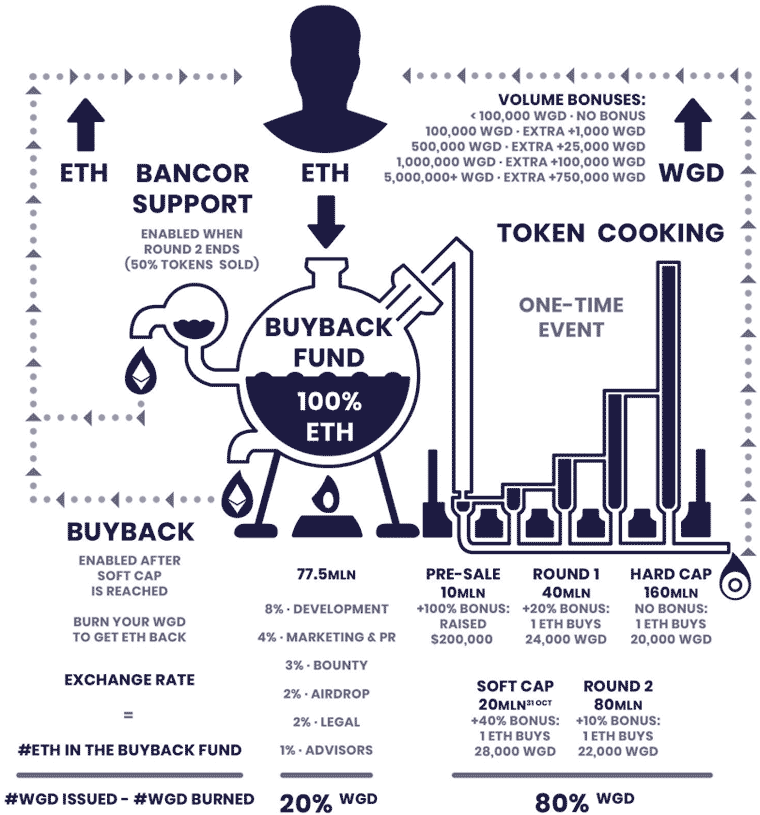 VOLUME BONUSES:
< 100,000 WGD · NO BONUS
100,000 WGD · EXTRA +1,000 WGD
500,000 WGD · EXTRA +25,000 WGD
1,000,000 WGD · EXTRA +100,000 WGD
5,000,000+ WGD · EXTRA +750,000 WGD
ETH
BANCOR
SUPPORT
ENABLED WHEN
ROUND 2 ENDS
(50% TOKENS SOLD)
ETH
WGD
TOKEN COOKING
ONE-TIME
EVENT
BUYBACK
FUND
100%
ETH
BUYBACK
ENABLED AFTER
SOFT CAP
IS REACHED
BURN YOUR WGD
TO GET ETH BACK
EXCHANGE RATE
=
#ETH IN THE BUYBACK FUND
#WGD ISSUED - #WGD BURNED
77.5MLN
8% · DEVELOPMENT
4% · MARKETING & PR
3% · BOUNTY
2% · AIRDROP
2% · LEGAL
1% · ADVISORS
20% WGD
PRE-SALE
10MLN
+100% BONUS:
RAISED
$200,000
ROUND 1
40MLN
+20% BONUS:
1 ETH BUYS
24,000 WGD
HARD CAP
160MLN
NO BONUS:
1 ETH BUYS
20,000 WGD
SOFT CAP
20MLN 31 OCT
+40% BONUS:
1 ETH BUYS
28,000 WGD
ROUND 2
80MLN
+10% BONUS:
1 ETH BUYS
22,000 WGD
80% WGD